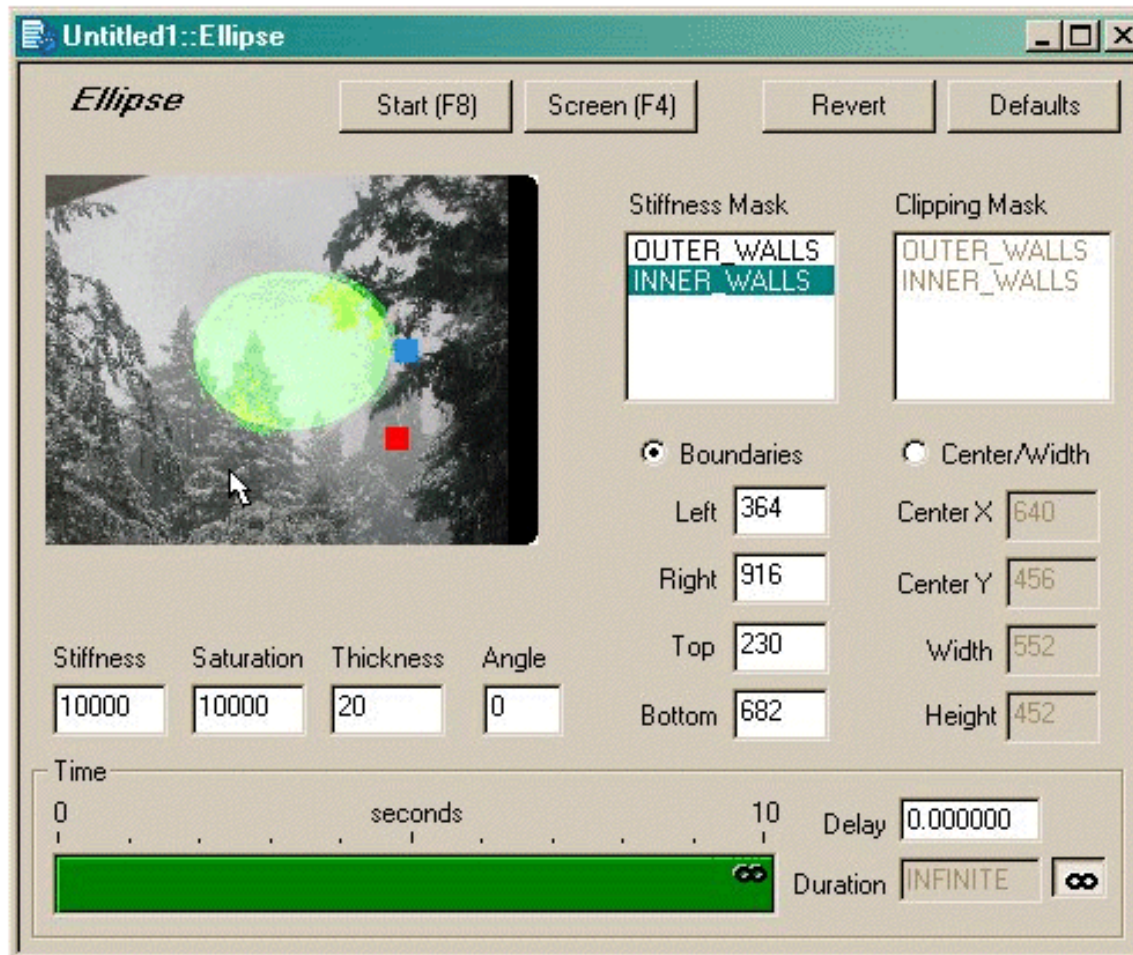 Untitled1::Ellipse
Ellipse Start (F8) Screen (F4) Revert Defaults
Stiffness Mask Clipping Mask
OUTER_WALLS OUTER_WALLS
INNER_WALLS INNER_WALLS
Boundaries Center/Width
Left 364 Center X 640
Right 916 Center Y 456
Top 230 Width 552
Bottom 682 Height 452
Stiffness Saturation Thickness Angle
10000 10000 20 0
Time
0 seconds 10
Delay 0.000000
∞ Duration INFINITE ∞